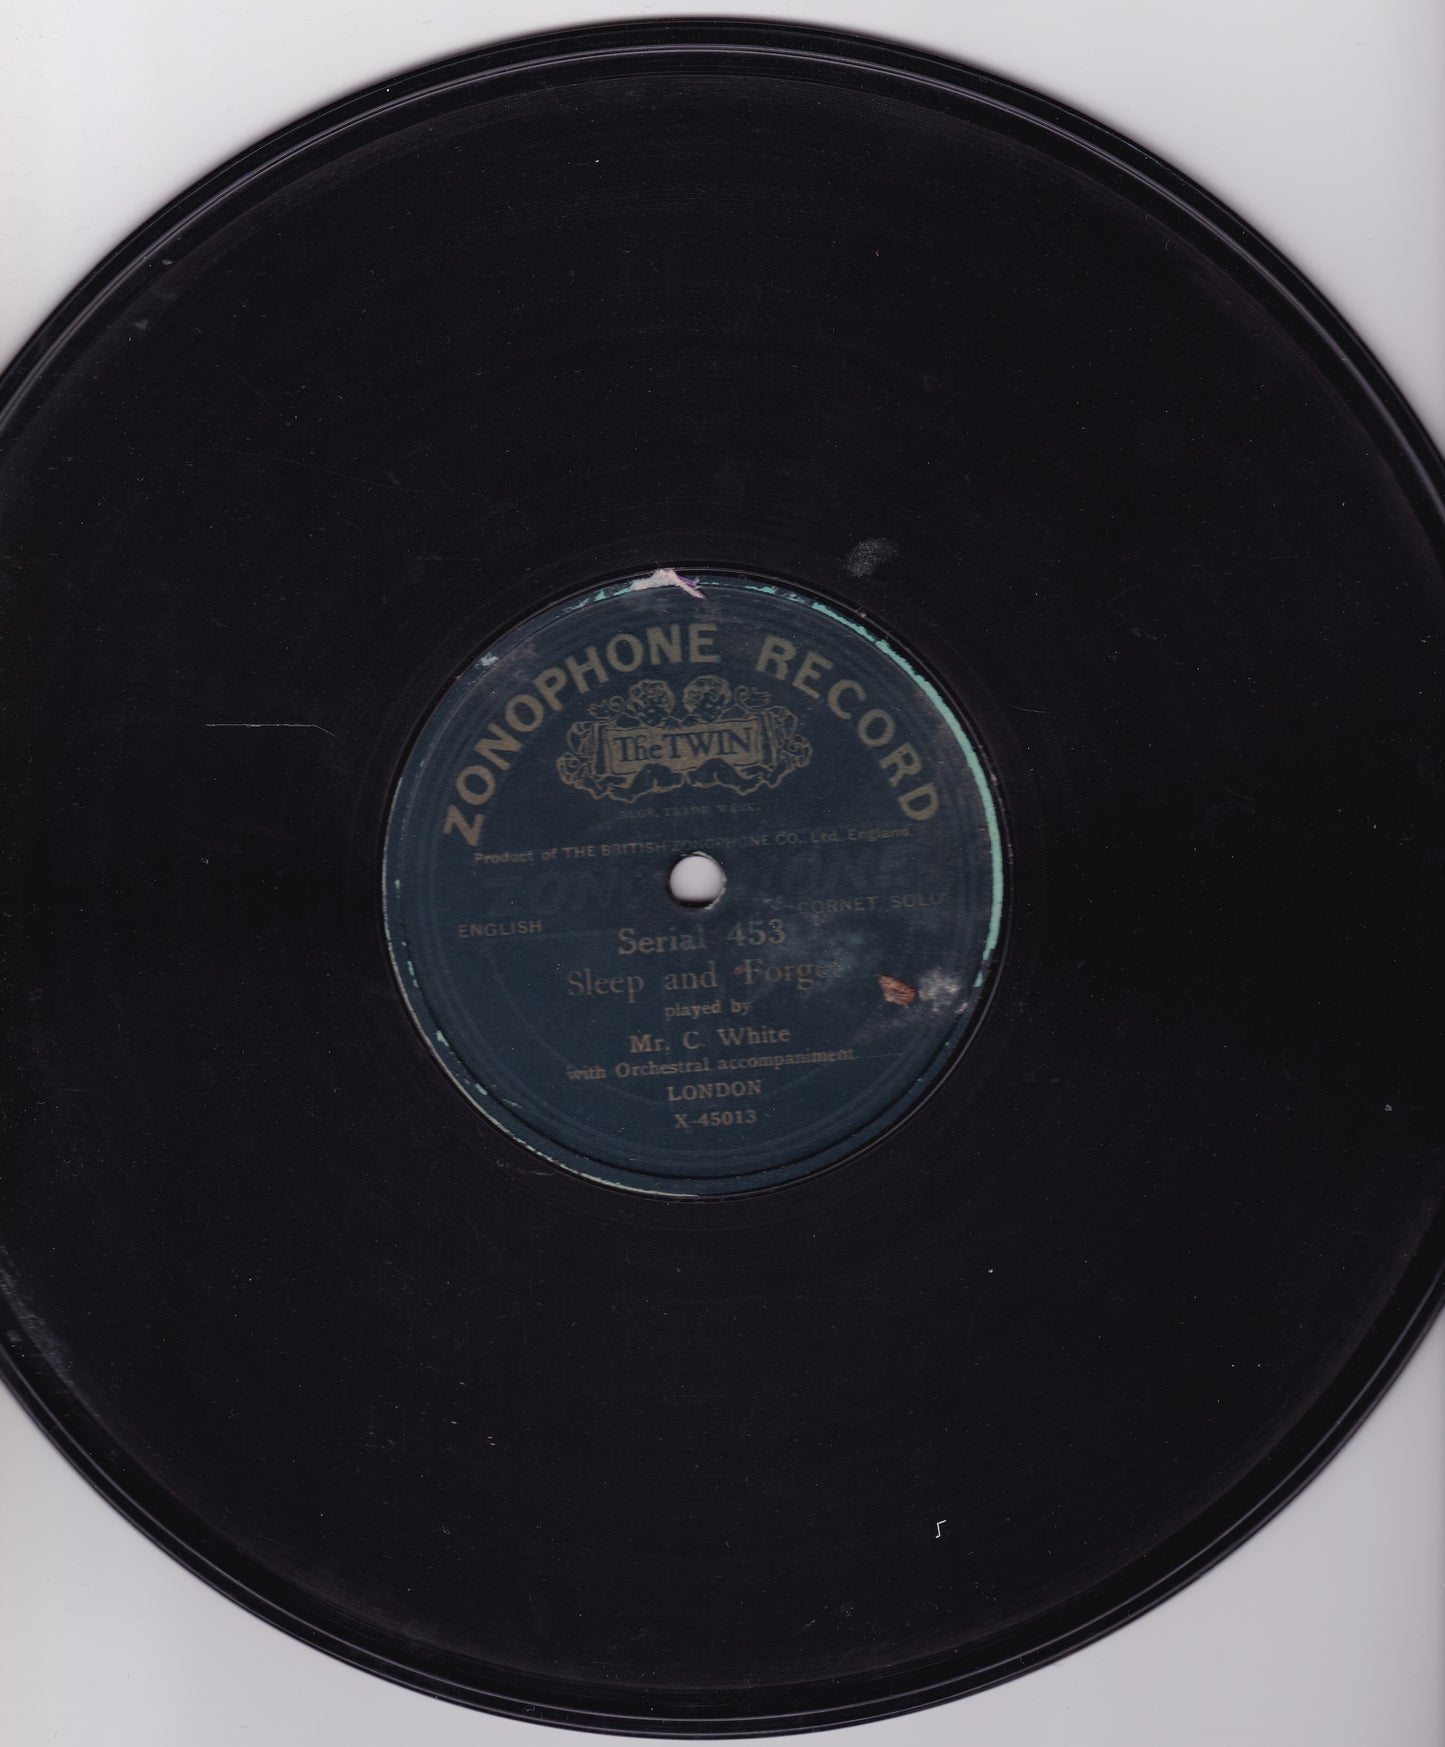 ZONOPHONE RECORD
The TWIN
REGD. TRADE MARK.
Product of THE BRITISH ZONOPHONE CO., Ltd. England
ZONOPHONE
ENGLISH
CORNET SOLO
Serial 453
Sleep and Forget
played by
Mr. C. White
with Orchestral accompaniment
LONDON
X-45013